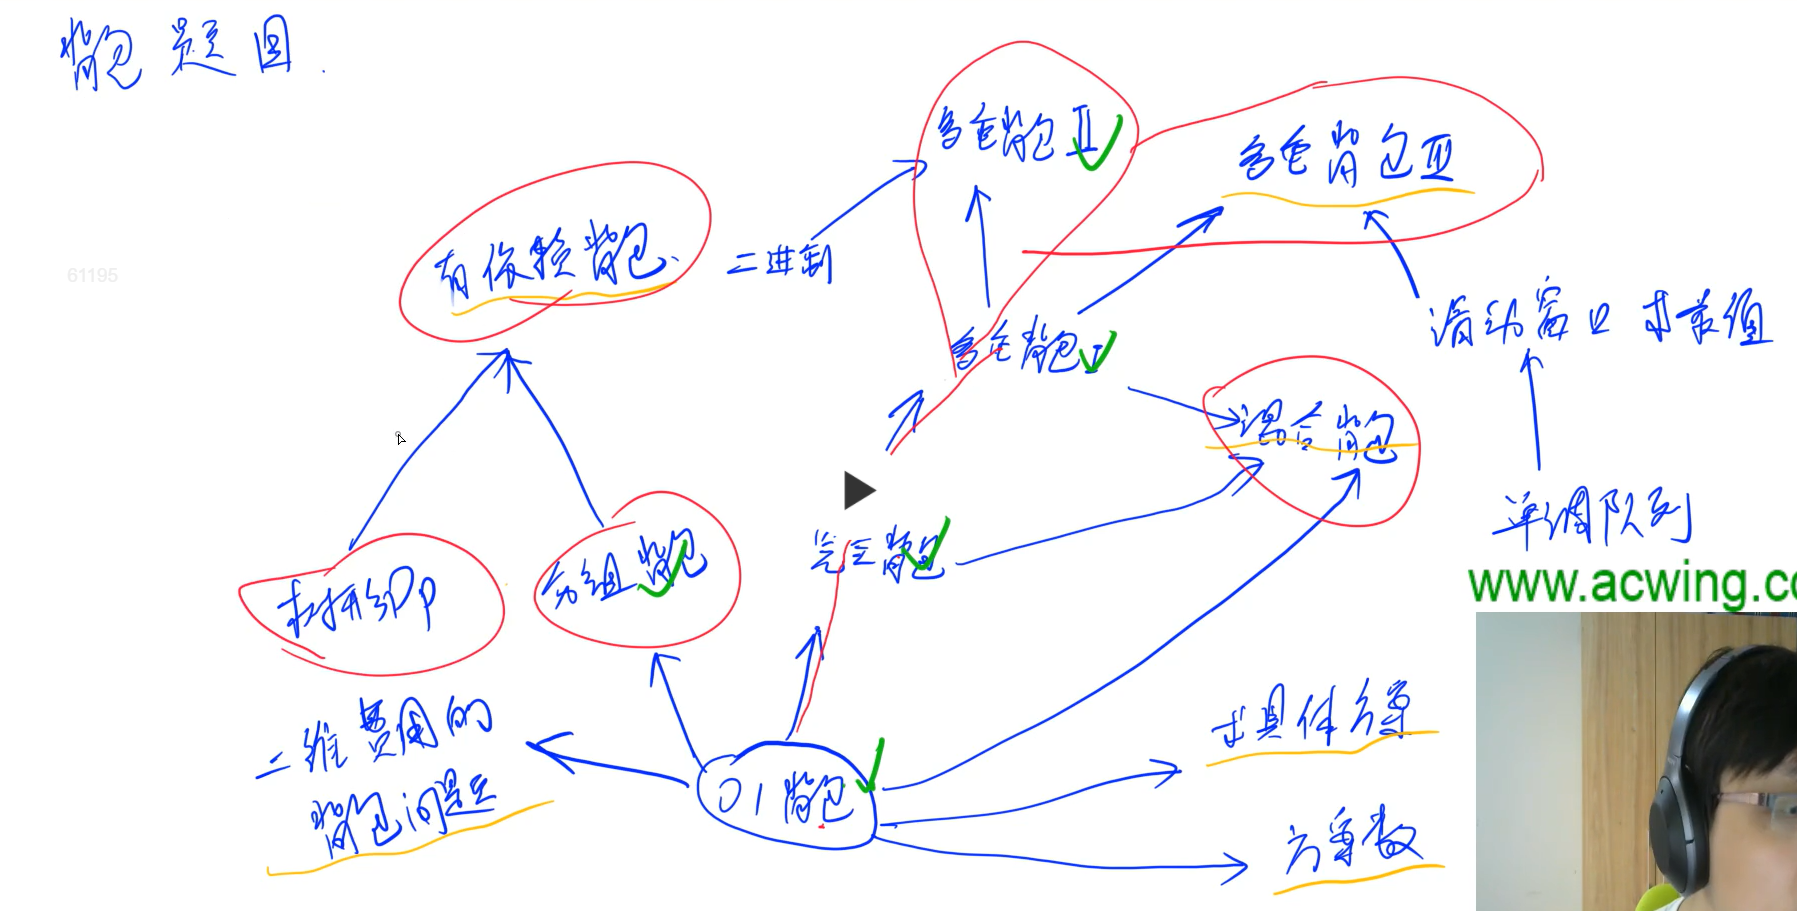 背包题目.
多重背包 II
多重背包 III
有依赖背包.
二进制
61195
滑动窗口 求最值
多重背包 I
混合背包
单调队列
完全背包
www.acwing.co
分组背包
树形DP
二维费用的
背包问题
求具体方案
01背包
方案数